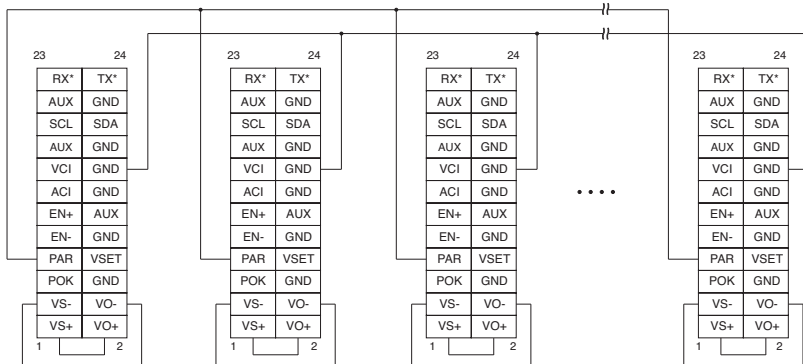 23 24 23 24 23 24 23 24
RX* TX* RX* TX* RX* TX* RX* TX*
AUX GND AUX GND AUX GND AUX GND
SCL SDA SCL SDA SCL SDA SCL SDA
AUX GND AUX GND AUX GND AUX GND
VCI GND VCI GND VCI GND VCI GND
ACI GND ACI GND ACI GND ACI GND
EN+ AUX EN+ AUX EN+ AUX EN+ AUX
EN- GND EN- GND EN- GND EN- GND
PAR VSET PAR VSET PAR VSET PAR VSET
POK GND POK GND POK GND POK GND
VS- VO- VS- VO- VS- VO- VS- VO-
VS+ VO+ VS+ VO+ VS+ VO+ VS+ VO+
1 2 1 2 1 2 1 2